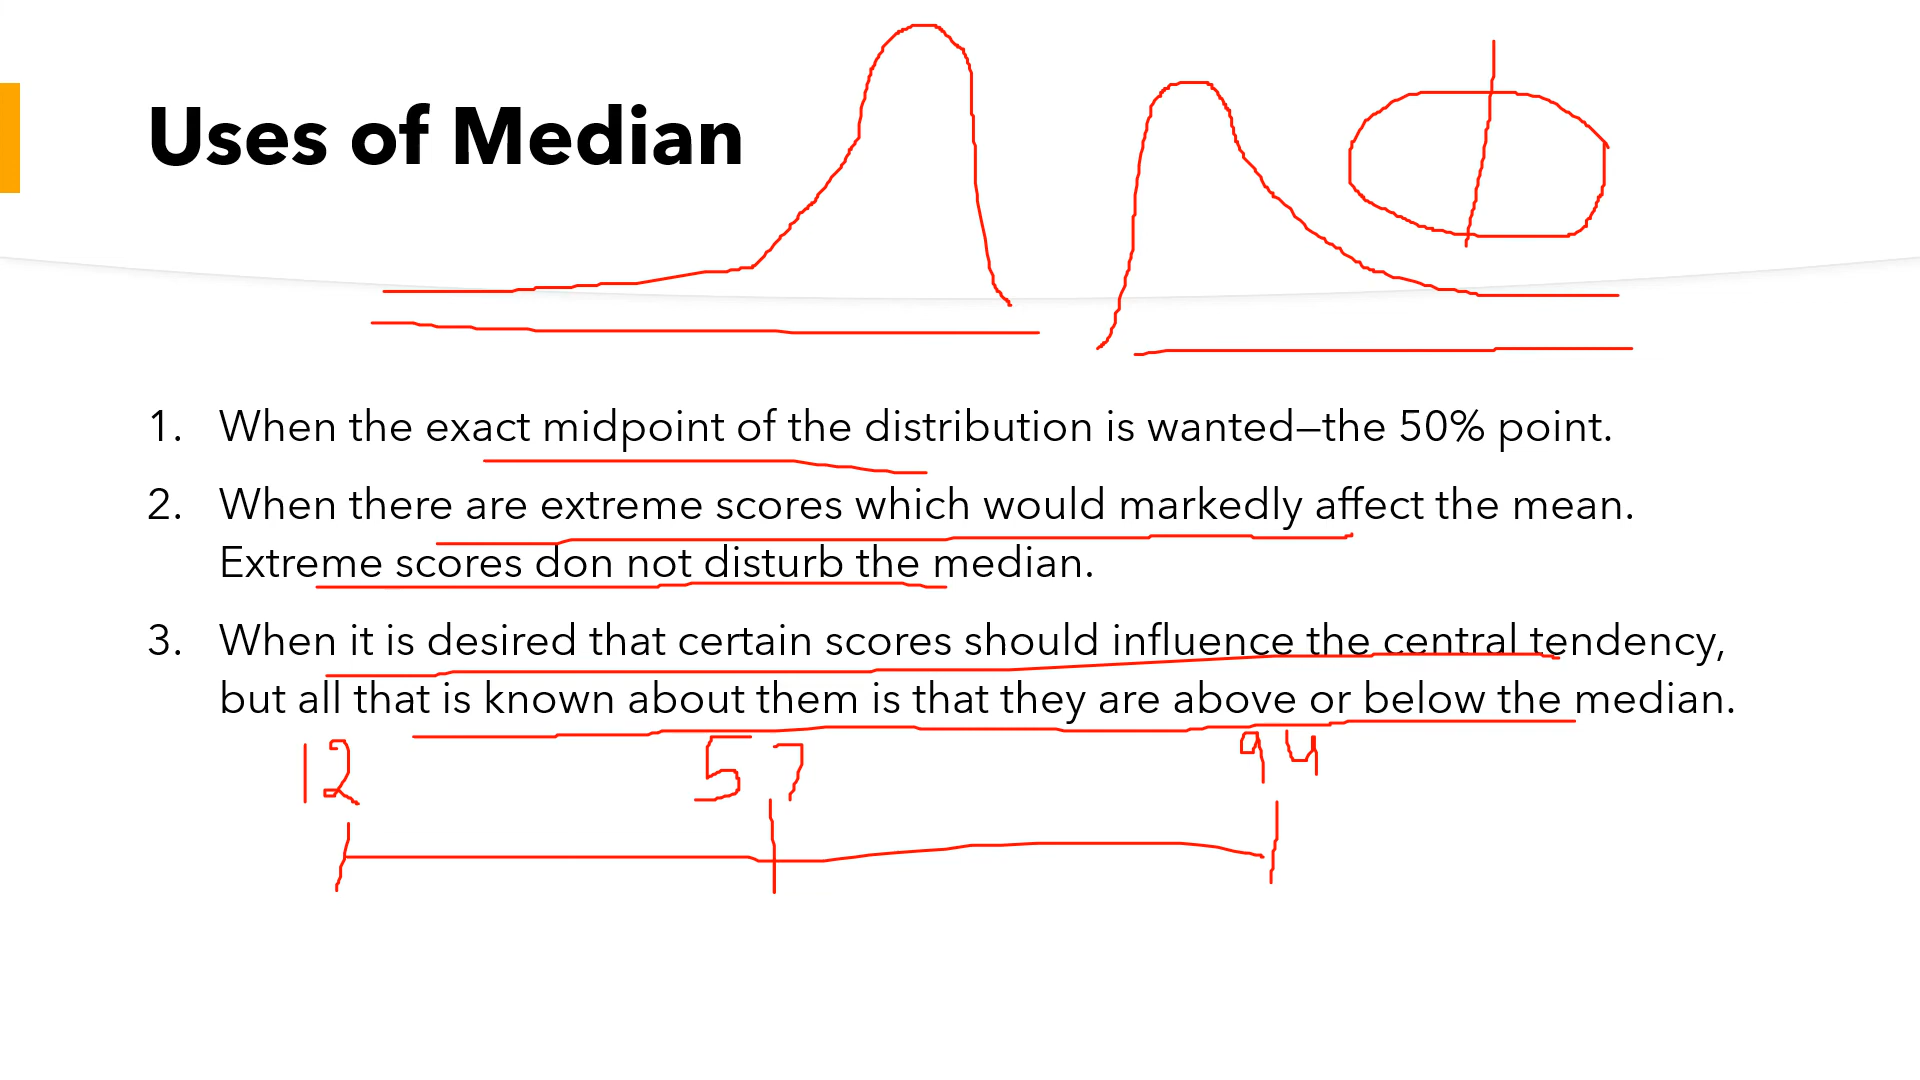 Uses of Median
1. When the exact midpoint of the distribution is wanted—the 50% point.
2. When there are extreme scores which would markedly affect the mean.
Extreme scores don not disturb the median.
3. When it is desired that certain scores should influence the central tendency,
but all that is known about them is that they are above or below the median.
12 57 94